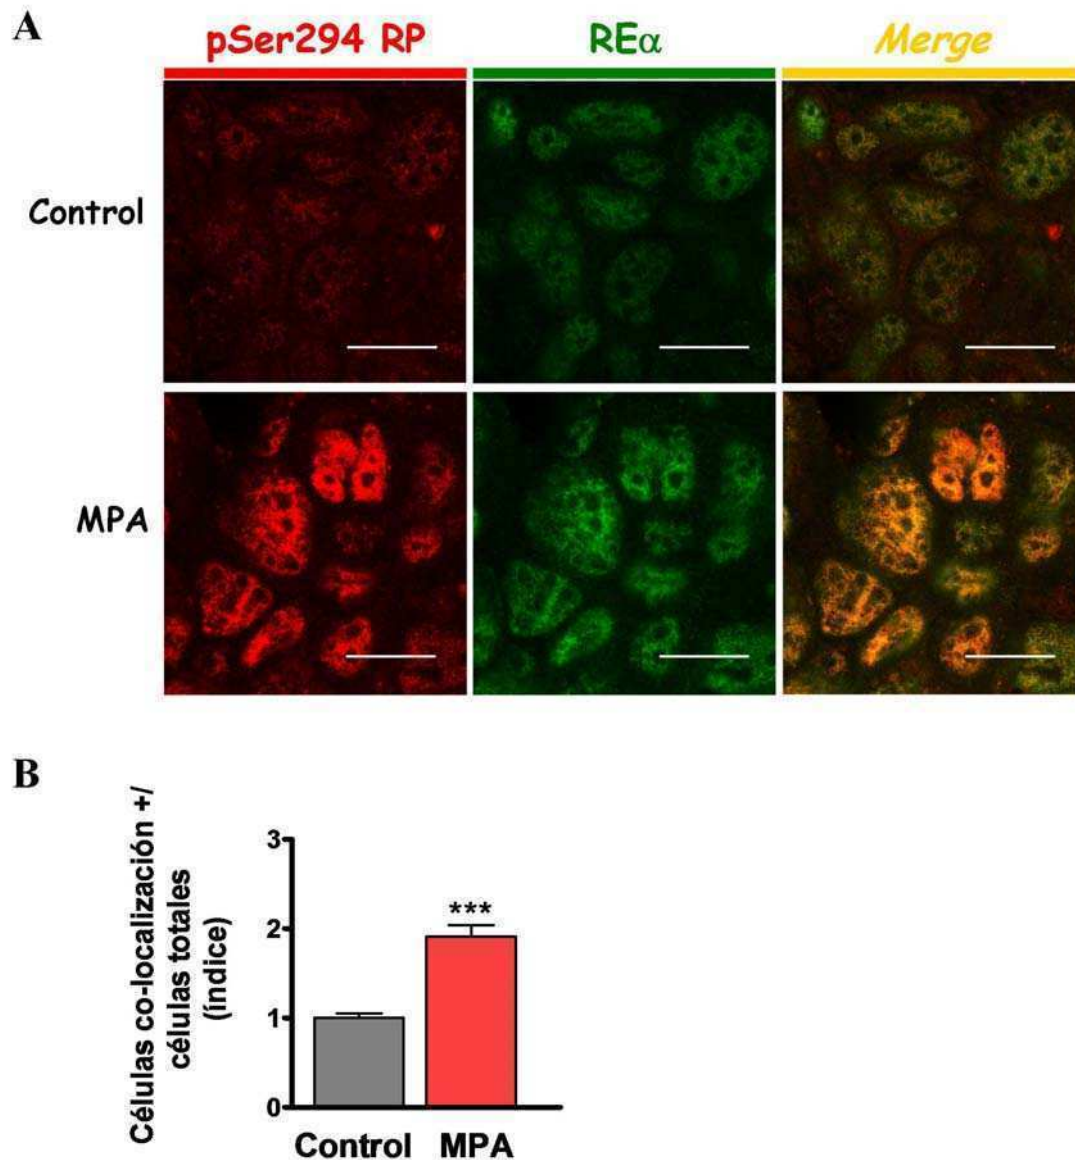 A
pSer294 RP
REα
Merge
Control
MPA
B
Células co-localización +/
células totales
(índice)
3
2
1
0
***
Control
MPA